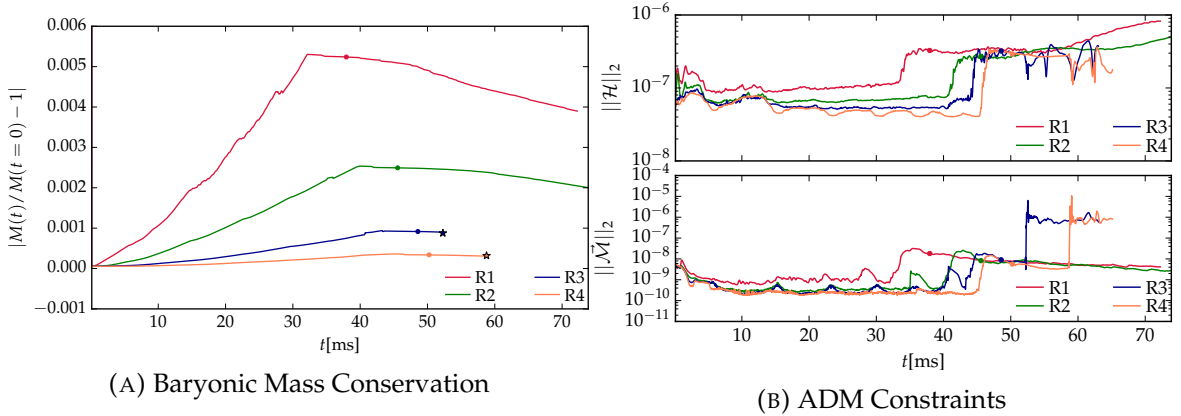 |M(t)/M(t = 0) − 1|
0.006
0.005
0.004
0.003
0.002
0.001
0.000
−0.001
R1
R2
R3
R4
10 20 30 40 50 60 70
t[ms]
(A) Baryonic Mass Conservation
||ℋ||₂
10⁻⁶
10⁻⁷
10⁻⁸
R1
R2
R3
R4
||ℳ⃗||₂
10⁻⁴
10⁻⁵
10⁻⁶
10⁻⁷
10⁻⁸
10⁻⁹
10⁻¹⁰
10⁻¹¹
R1
R2
R3
R4
10 20 30 40 50 60 70
t[ms]
(B) ADM Constraints